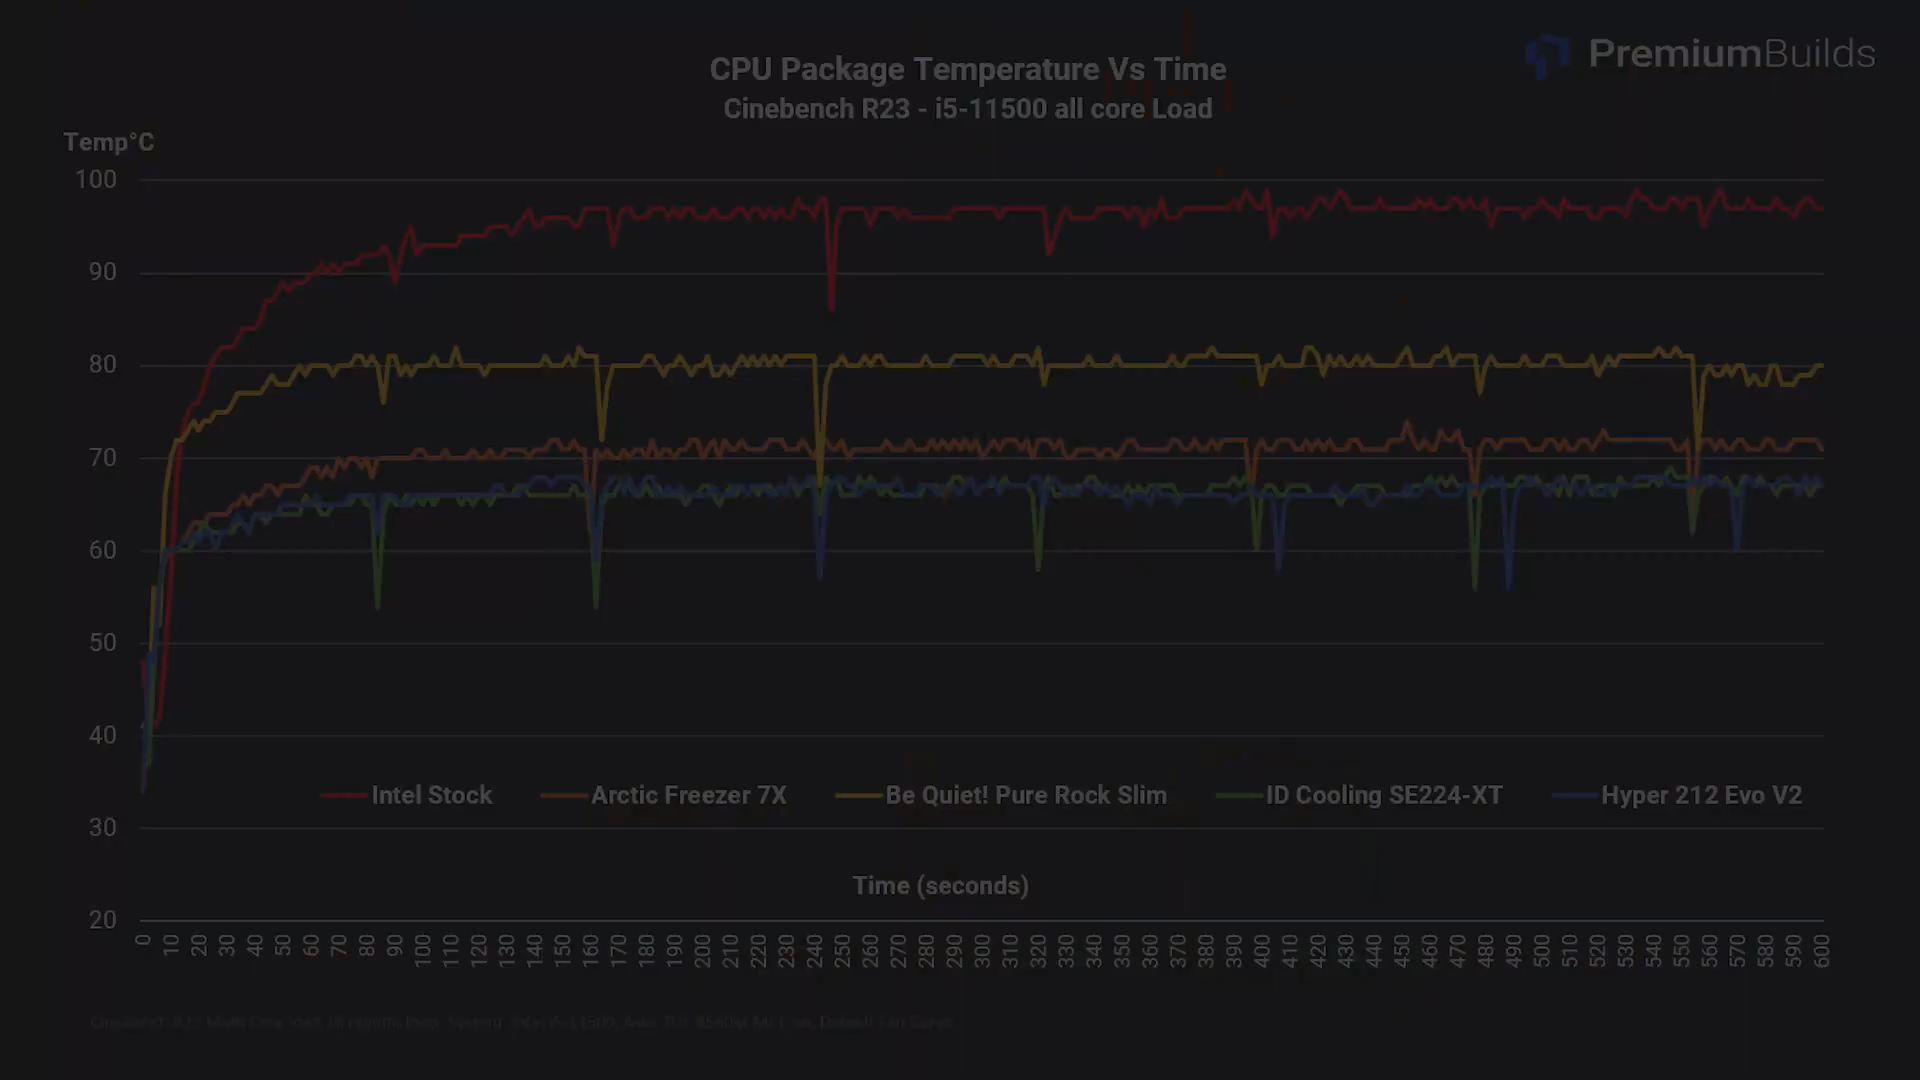 PremiumBuilds
CPU Package Temperature Vs Time
Cinebench R23 - i5-11500 all core Load
Temp°C
100
90
80
70
60
50
40
Intel Stock Arctic Freezer 7X Be Quiet! Pure Rock Slim ID Cooling SE224-XT Hyper 212 Evo V2
30
Time (seconds)
20
0 10 20 30 40 50 60 70 80 90 100 110 120 130 140 150 160 170 180 190 200 210 220 230 240 250 260 270 280 290 300 310 320 330 340 350 360 370 380 390 400 410 420 430 440 450 460 470 480 490 500 510 520 530 540 550 560 570 580 590 600